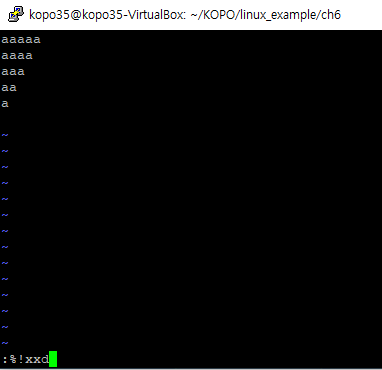 kopo35@kopo35-VirtualBox: ~/KOPO/linux_example/ch6
aaaaa
aaaa
aaa
aa
a
~
~
~
~
~
~
~
~
~
~
~
~
~
~
:%!xxd